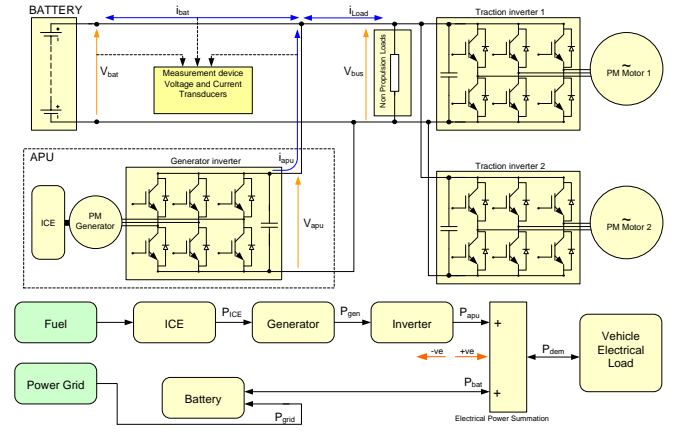 BATTERY
i_bat
i_Load
Traction inverter 1
+
V_bat
Measurement device
Voltage and Current
Transducers
V_bus
Non Propulsion Loads
~
PM Motor 1
+
APU
Generator inverter
i_apu
Traction inverter 2
ICE
PM
Generator
V_apu
~
PM Motor 2
Fuel
ICE
P_ICE
Generator
P_gen
Inverter
P_apu
+
-ve
+ve
P_dem
Vehicle
Electrical
Load
Power Grid
Battery
P_bat
+
P_grid
Electrical Power Summation